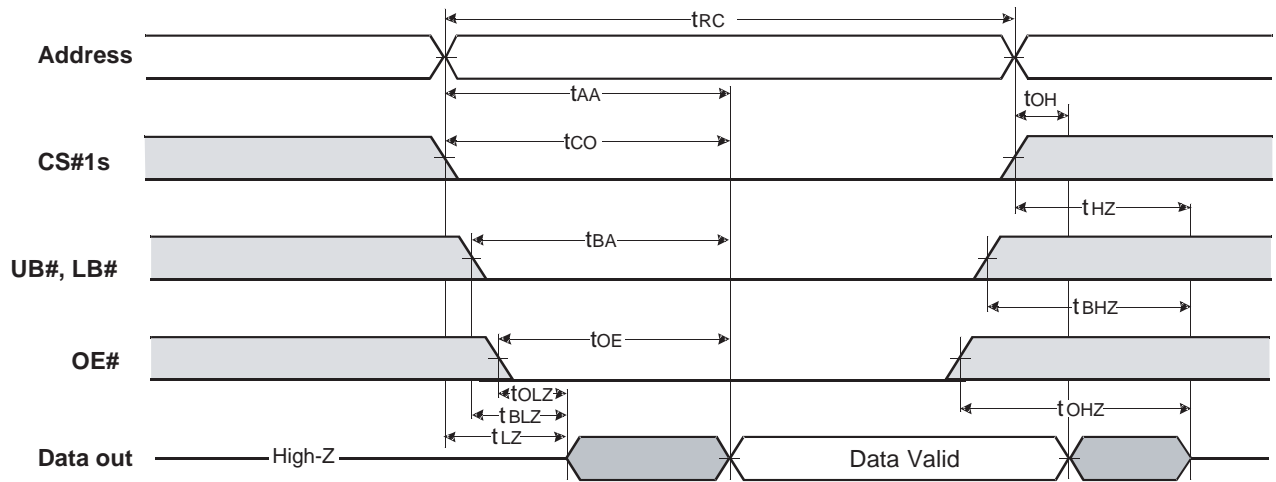 tRC
Address
tAA
tOH
tCO
CS#1s
tHZ
tBA
UB#, LB#
tBHZ
tOE
OE#
tOLZ
tOHZ
tBLZ
tLZ
Data out
High-Z
Data Valid